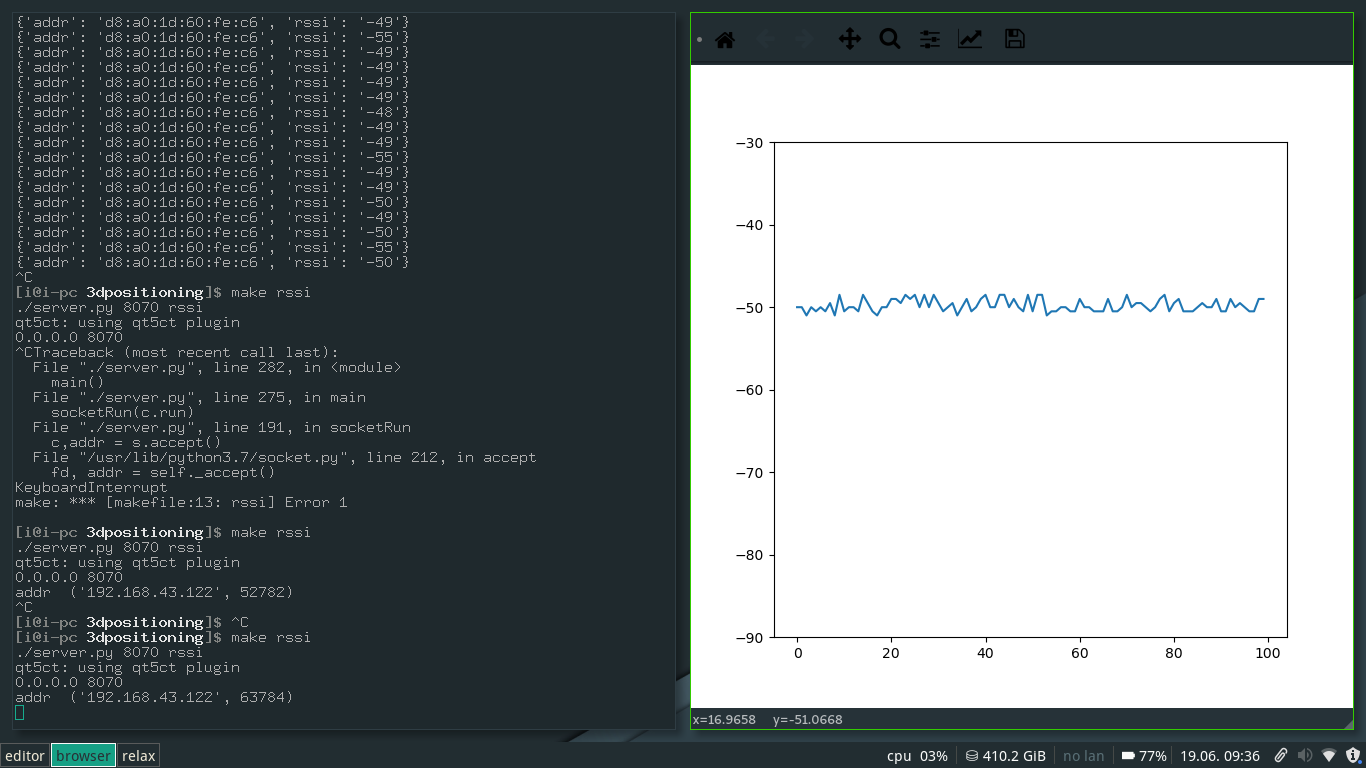 {'addr': 'd8:a0:1d:60:fe:c6', 'rssi': '-49'}
{'addr': 'd8:a0:1d:60:fe:c6', 'rssi': '-55'}
{'addr': 'd8:a0:1d:60:fe:c6', 'rssi': '-49'}
{'addr': 'd8:a0:1d:60:fe:c6', 'rssi': '-49'}
{'addr': 'd8:a0:1d:60:fe:c6', 'rssi': '-49'}
{'addr': 'd8:a0:1d:60:fe:c6', 'rssi': '-49'}
{'addr': 'd8:a0:1d:60:fe:c6', 'rssi': '-48'}
{'addr': 'd8:a0:1d:60:fe:c6', 'rssi': '-49'}
{'addr': 'd8:a0:1d:60:fe:c6', 'rssi': '-49'}
{'addr': 'd8:a0:1d:60:fe:c6', 'rssi': '-55'}
{'addr': 'd8:a0:1d:60:fe:c6', 'rssi': '-49'}
{'addr': 'd8:a0:1d:60:fe:c6', 'rssi': '-49'}
{'addr': 'd8:a0:1d:60:fe:c6', 'rssi': '-50'}
{'addr': 'd8:a0:1d:60:fe:c6', 'rssi': '-49'}
{'addr': 'd8:a0:1d:60:fe:c6', 'rssi': '-50'}
{'addr': 'd8:a0:1d:60:fe:c6', 'rssi': '-55'}
{'addr': 'd8:a0:1d:60:fe:c6', 'rssi': '-50'}
^C
[i@i-pc 3dpositioning]$ make rssi
./server.py 8070 rssi
qt5ct: using qt5ct plugin
0.0.0.0 8070
^CTraceback (most recent call last):
  File "./server.py", line 282, in <module>
    main()
  File "./server.py", line 275, in main
    socketRun(c.run)
  File "./server.py", line 191, in socketRun
    c,addr = s.accept()
  File "/usr/lib/python3.7/socket.py", line 212, in accept
    fd, addr = self._accept()
KeyboardInterrupt
make: *** [makefile:13: rssi] Error 1
[i@i-pc 3dpositioning]$ make rssi
./server.py 8070 rssi
qt5ct: using qt5ct plugin
0.0.0.0 8070
addr  ('192.168.43.122', 52782)
^C
[i@i-pc 3dpositioning]$ ^C
[i@i-pc 3dpositioning]$ make rssi
./server.py 8070 rssi
qt5ct: using qt5ct plugin
0.0.0.0 8070
addr  ('192.168.43.122', 63784)
−30
−40
−50
−60
−70
−80
−90
0 20 40 60 80 100
x=16.9658 y=-51.0668
editor browser relax cpu 03% 410.2 GiB no lan 77% 19.06. 09:36